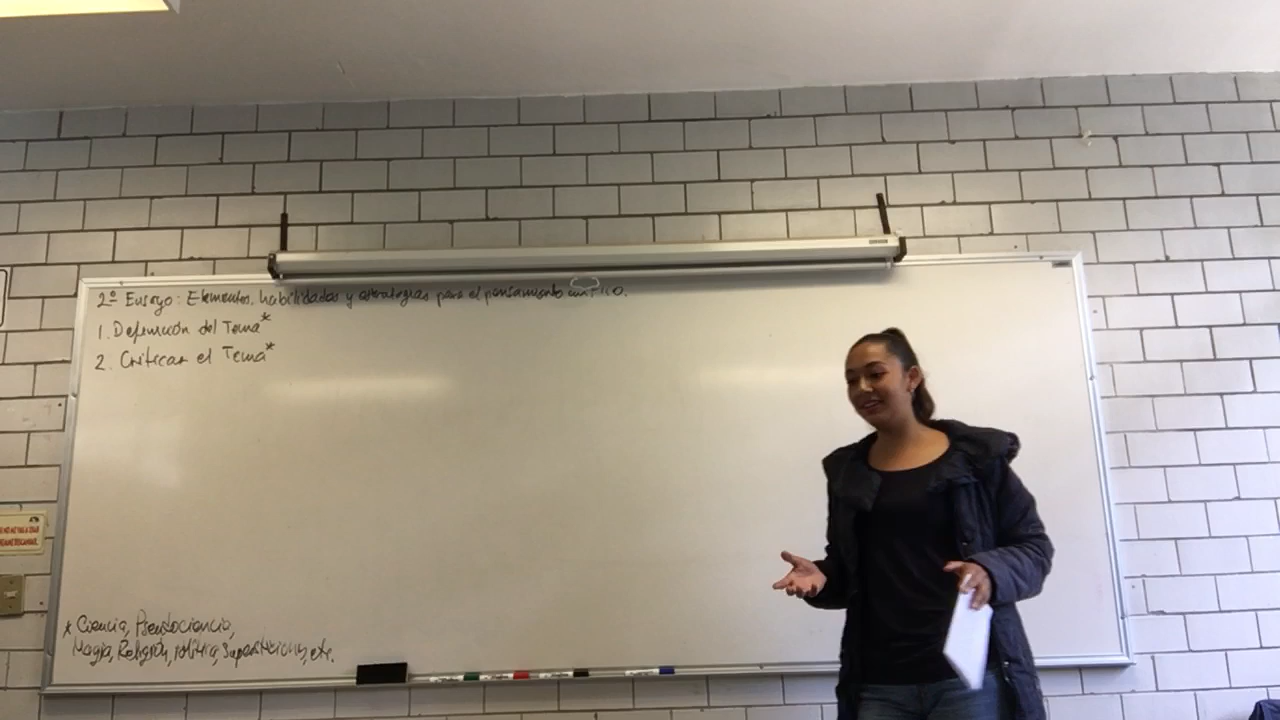 2º Ensayo: Elementos, habilidades y estrategias para el pensamiento crítico.
1. Definición del Tema*
2. Criticar el Tema*
* Ciencia, Pseudociencia,
Magia, Religión, política, Supersticiones, etc.